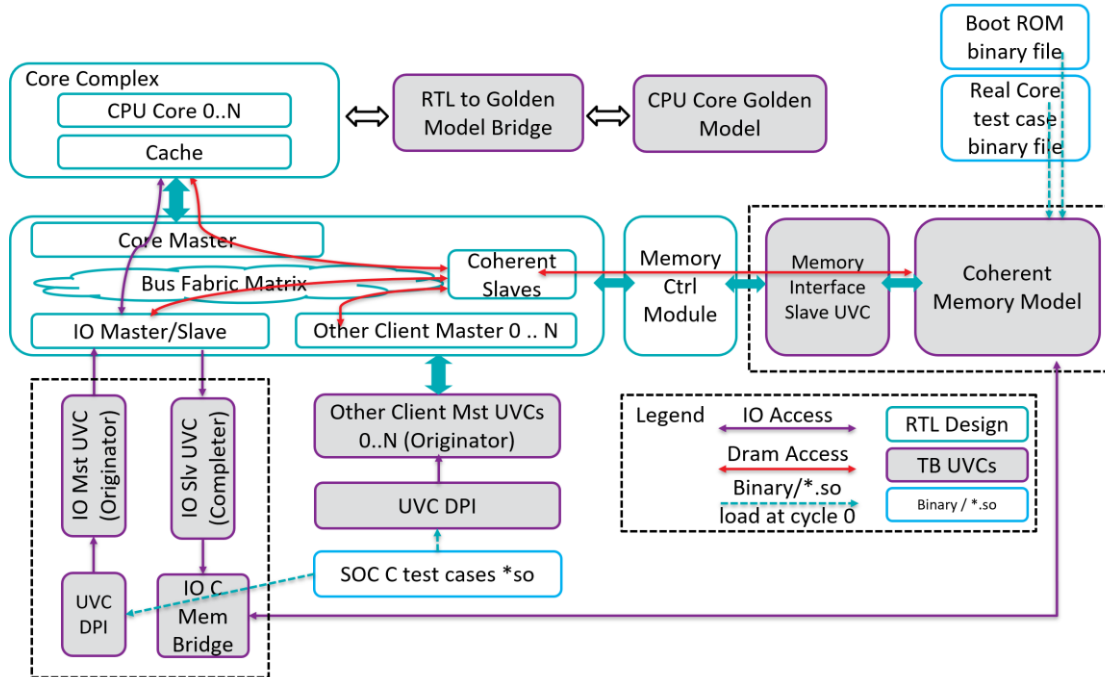 Boot ROM
binary file
Core Complex
CPU Core 0..N
Cache
RTL to Golden
Model Bridge
CPU Core Golden
Model
Real Core
test case
binary file
Core Master
Bus Fabric Matrix
Coherent
Slaves
IO Master/Slave
Other Client Master 0 .. N
Memory
Ctrl
Module
Memory
Interface
Slave UVC
Coherent
Memory Model
IO Mst UVC
(Originator)
IO Slv UVC
(Completer)
Other Client Mst UVCs
0..N (Originator)
UVC DPI
SOC C test cases *so
UVC
DPI
IO C
Mem
Bridge
Legend
IO Access
RTL Design
Dram Access
TB UVCs
Binary/*.so
load at cycle 0
Binary / *.so